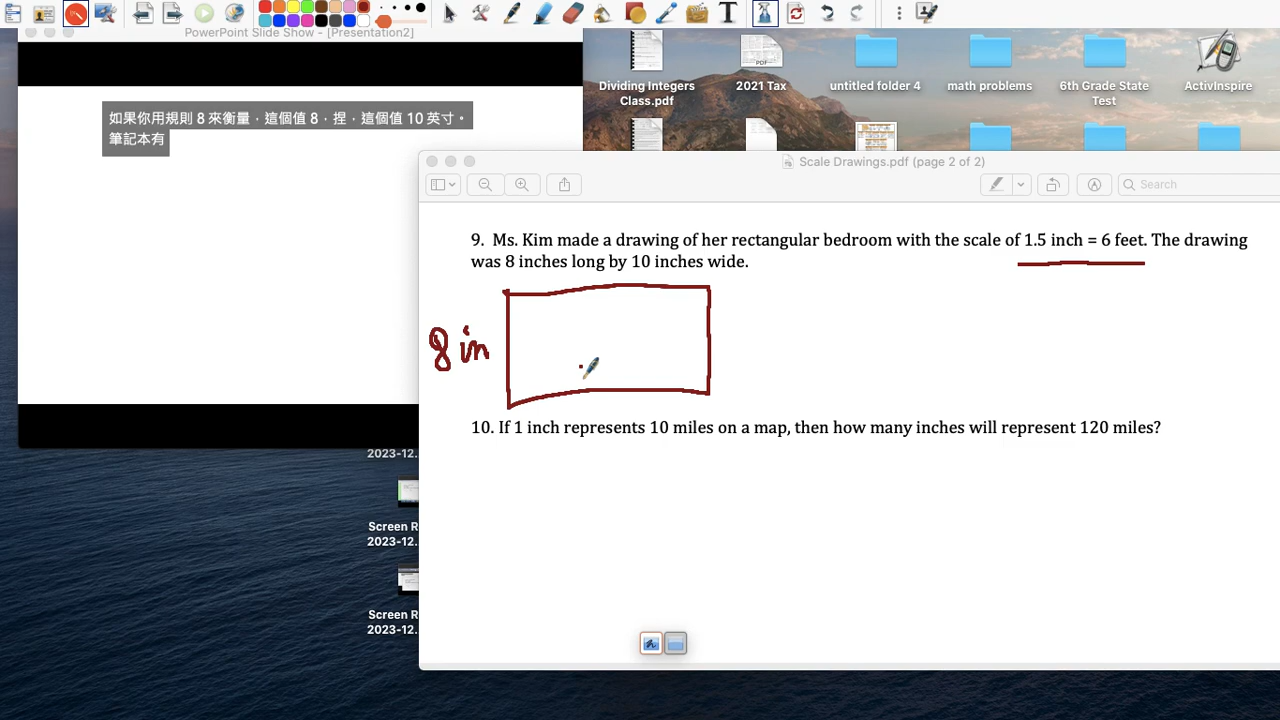 PowerPoint Slide Show - [Presentation2]
如果你用規則 8 來衡量，這個值 8，捏，這個值 10 英寸。
筆記本有
Dividing Integers
Class.pdf
PDF
2021 Tax
untitled folder 4
math problems
6th Grade State
Test
ActivInspire
Scale Drawings.pdf (page 2 of 2)
Search
9. Ms. Kim made a drawing of her rectangular bedroom with the scale of 1.5 inch = 6 feet. The drawing
was 8 inches long by 10 inches wide.
8 in
10. If 1 inch represents 10 miles on a map, then how many inches will represent 120 miles?
2023-12.
Screen R
2023-12.
Screen R
2023-12.